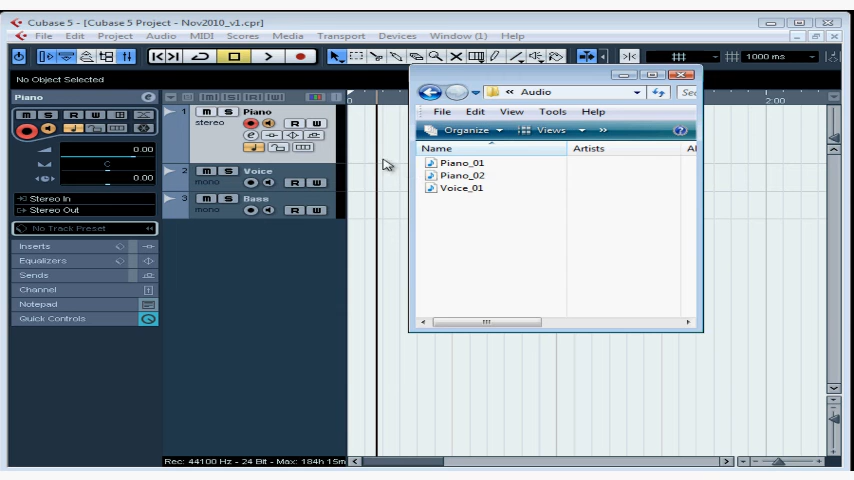 Cubase 5 - [Cubase 5 Project - Nov2010_v1.cpr]
File Edit Project Audio MIDI Scores Media Transport Devices Window (1) Help
1000 ms
No Object Selected
Piano
m S R W
0.00
C
0.00
Stereo In
Stereo Out
No Track Preset
Inserts
Equalizers
Sends
Channel
Notepad
Quick Controls
1 m S Piano
stereo
R W
2 m S Voice
mono R W
3 m S Bass
mono R W
2:00
Audio
File Edit View Tools Help
Organize Views »
Name Artists
Piano_01
Piano_02
Voice_01
Rec: 44100 Hz - 24 Bit - Max: 184h 15m